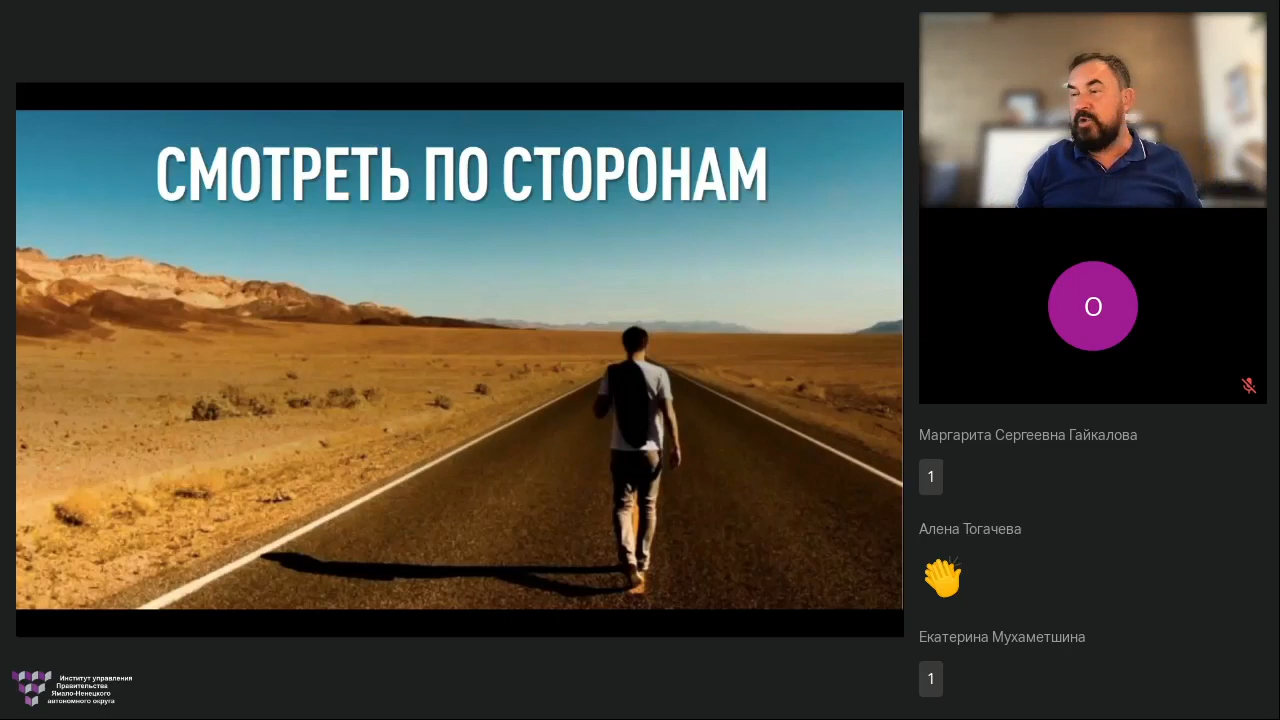 СМОТРЕТЬ ПО СТОРОНАМ
О
Маргарита Сергеевна Гайкалова
1
Алена Тогачева
Екатерина Мухаметшина
1
Институт управления
Правительства
Ямало-Ненецкого
автономного округа